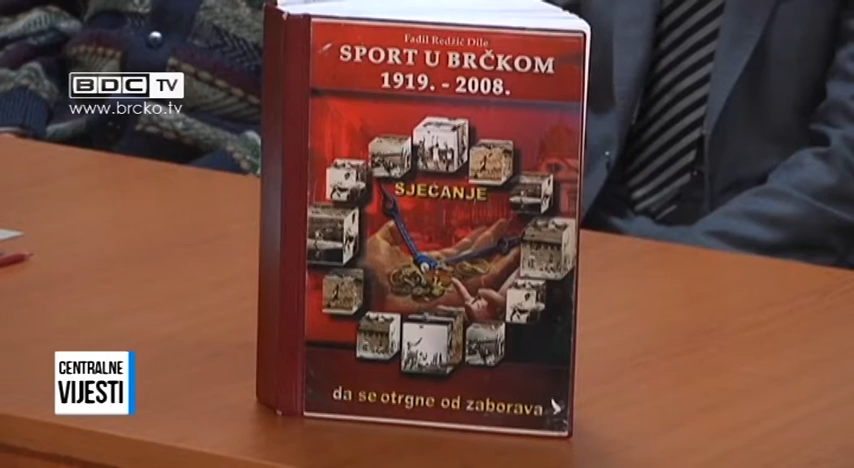 BDC TV
www.brcko.tv
Fadil Redžić Dile
SPORT U BRČKOM
1919. - 2008.
SJEĆANJE
da se otrgne od zaborava
CENTRALNE
VIJESTI